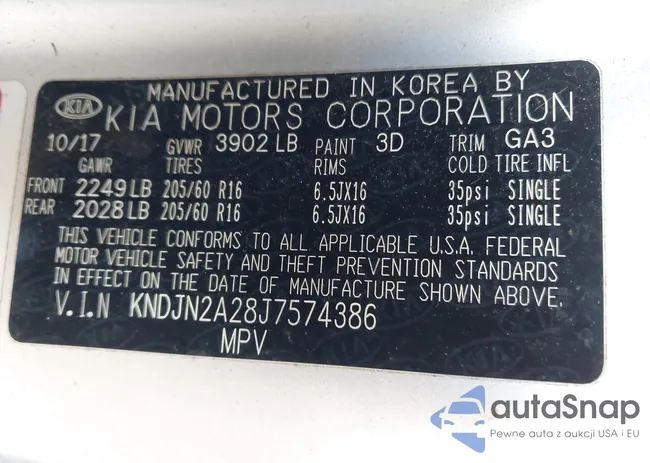 MANUFACTURED IN KOREA BY
KIA KIA MOTORS CORPORATION
10/17 GVWR 3902 LB PAINT 3D TRIM GA3
GAWR TIRES RIMS COLD TIRE INFL
FRONT 2249 LB 205/60 R16 6.5JX16 35psi SINGLE
REAR 2028 LB 205/60 R16 6.5JX16 35psi SINGLE
THIS VEHICLE CONFORMS TO ALL APPLICABLE U.S.A. FEDERAL
MOTOR VEHICLE SAFETY AND THEFT PREVENTION STANDARDS
IN EFFECT ON THE DATE OF MANUFACTURE SHOWN ABOVE.
V.I.N KNDJN2A28J7574386
MPV
autaSnap
Pewne auta z aukcji USA i EU